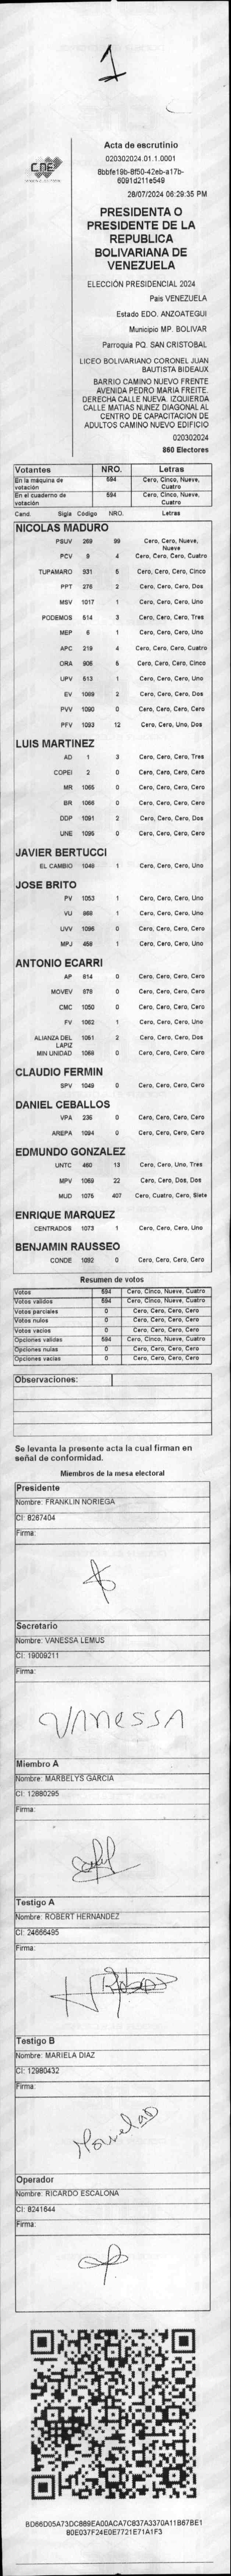 1
CNE
Acta de escrutinio
020302024.01.1.0001
8bbfe19b-8f50-42eb-a17b-
6091d211e549
28/07/2024 06:29:35 PM
PRESIDENTA O
PRESIDENTE DE LA
REPUBLICA
BOLIVARIANA DE
VENEZUELA
ELECCIÓN PRESIDENCIAL 2024
País VENEZUELA
Estado EDO. ANZOATEGUI
Municipio MP. BOLIVAR
Parroquia PQ. SAN CRISTOBAL
LICEO BOLIVARIANO CORONEL JUAN
BAUTISTA BIDEAUX
BARRIO CAMINO NUEVO FRENTE
AVENIDA PEDRO MARIA FREITE.
DERECHA CALLE NUEVA. IZQUIERDA
CALLE MATIAS NUNEZ DIAGONAL AL
CENTRO DE CAPACITACION DE
ADULTOS CAMINO NUEVO EDIFICIO
020302024
860 Electores
Votantes NRO. Letras
En la máquina de votación 594 Cero, Cinco, Nueve, Cuatro
En el cuaderno de votación 594 Cero, Cinco, Nueve, Cuatro
Cand. Sigla Código NRO. Letras
NICOLAS MADURO
PSUV 269 99 Cero, Cero, Nueve, Nueve
PCV 9 4 Cero, Cero, Cero, Cuatro
TUPAMARO 931 5 Cero, Cero, Cero, Cinco
PPT 276 2 Cero, Cero, Cero, Dos
MSV 1017 1 Cero, Cero, Cero, Uno
PODEMOS 514 3 Cero, Cero, Cero, Tres
MEP 6 1 Cero, Cero, Cero, Uno
APC 219 4 Cero, Cero, Cero, Cuatro
ORA 906 5 Cero, Cero, Cero, Cinco
UPV 613 1 Cero, Cero, Cero, Uno
EV 1069 2 Cero, Cero, Cero, Dos
PVV 1090 0 Cero, Cero, Cero, Cero
PFV 1093 12 Cero, Cero, Uno, Dos
LUIS MARTINEZ
AD 1 3 Cero, Cero, Cero, Tres
COPEI 2 0 Cero, Cero, Cero, Cero
MR 1065 0 Cero, Cero, Cero, Cero
BR 1066 0 Cero, Cero, Cero, Cero
DDP 1091 2 Cero, Cero, Cero, Dos
UNE 1095 0 Cero, Cero, Cero, Cero
JAVIER BERTUCCI
EL CAMBIO 1048 1 Cero, Cero, Cero, Uno
JOSE BRITO
PV 1053 1 Cero, Cero, Cero, Uno
VU 868 1 Cero, Cero, Cero, Uno
UVV 1096 0 Cero, Cero, Cero, Cero
MPJ 458 1 Cero, Cero, Cero, Uno
ANTONIO ECARRI
AP 814 0 Cero, Cero, Cero, Cero
MOVEV 878 0 Cero, Cero, Cero, Cero
CMC 1050 0 Cero, Cero, Cero, Cero
FV 1062 1 Cero, Cero, Cero, Uno
ALIANZA DEL LAPIZ 1051 2 Cero, Cero, Cero, Dos
MIN UNIDAD 1068 0 Cero, Cero, Cero, Cero
CLAUDIO FERMIN
SPV 1049 0 Cero, Cero, Cero, Cero
DANIEL CEBALLOS
VPA 236 0 Cero, Cero, Cero, Cero
AREPA 1094 0 Cero, Cero, Cero, Cero
EDMUNDO GONZALEZ
UNTC 460 13 Cero, Cero, Uno, Tres
MPV 1069 22 Cero, Cero, Dos, Dos
MUD 1075 407 Cero, Cuatro, Cero, Siete
ENRIQUE MARQUEZ
CENTRADOS 1073 1 Cero, Cero, Cero, Uno
BENJAMIN RAUSSEO
CONDE 1092 0 Cero, Cero, Cero, Cero
Resumen de votos
Votos 594 Cero, Cinco, Nueve, Cuatro
Votos validos 594 Cero, Cinco, Nueve, Cuatro
Votos parciales 0 Cero, Cero, Cero, Cero
Votos nulos 0 Cero, Cero, Cero, Cero
Votos vacios 0 Cero, Cero, Cero, Cero
Opciones validas 594 Cero, Cinco, Nueve, Cuatro
Opciones nulas 0 Cero, Cero, Cero, Cero
Opciones vacias 0 Cero, Cero, Cero, Cero
Observaciones:
Se levanta la presente acta la cual firman en
señal de conformidad.
Miembros de la mesa electoral
Presidente
Nombre: FRANKLIN NORIEGA
CI: 8267404
Firma:
Secretario
Nombre: VANESSA LEMUS
CI: 19009211
Firma:
VANESSA
Miembro A
Nombre: MARBELYS GARCIA
CI: 12880295
Firma:
Testigo A
Nombre: ROBERT HERNANDEZ
CI: 24666495
Firma:
Testigo B
Nombre: MARIELA DIAZ
CI: 12980432
Firma:
Operador
Nombre: RICARDO ESCALONA
CI: 8241644
Firma:
BD66D05A73DC889EA00ACA7C837A3370A11B67BE1
80E037F24E0E7721E71A1F3